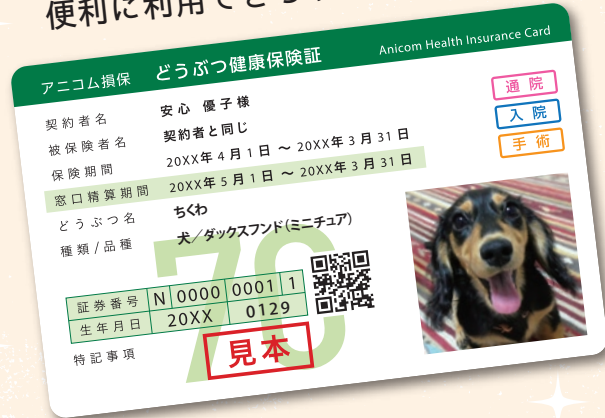 便利に利用でき
アニコム損保 どうぶつ健康保険証 Anicom Health Insurance Card
契約者名 安心 優子様
被保険者名 契約者と同じ
保険期間 20XX年4月1日 ～ 20XX年3月31日
窓口精算期間 20XX年5月1日 ～ 20XX年3月31日
どうぶつ名 ちくわ
種類/品種 犬／ダックスフンド(ミニチュア)
通院
入院
手術
証券番号 N 0000 0001 1
生年月日 20XX 0129
特記事項
見本